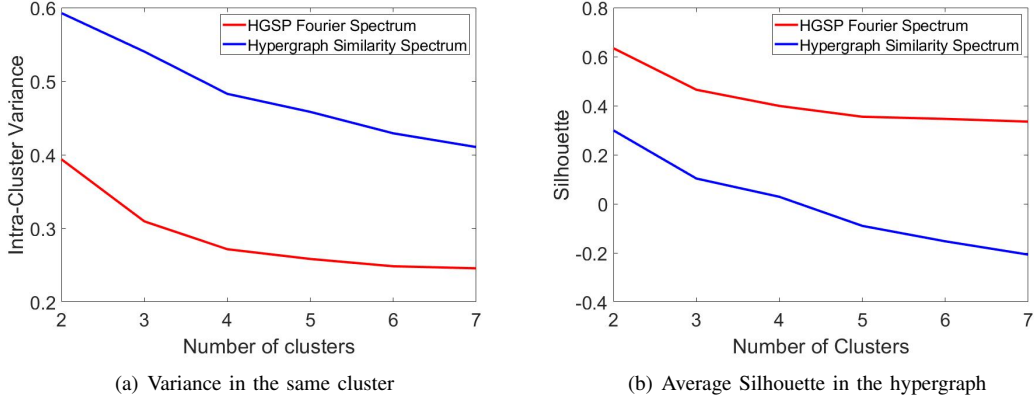 HGSP Fourier Spectrum
Hypergraph Similarity Spectrum
Intra-Cluster Variance
0.6
0.5
0.4
0.3
0.2
2 3 4 5 6 7
Number of clusters
(a) Variance in the same cluster
HGSP Fourier Spectrum
Hypergraph Similarity Spectrum
Silhouette
0.8
0.6
0.4
0.2
0
-0.2
-0.4
2 3 4 5 6 7
Number of Clusters
(b) Average Silhouette in the hypergraph